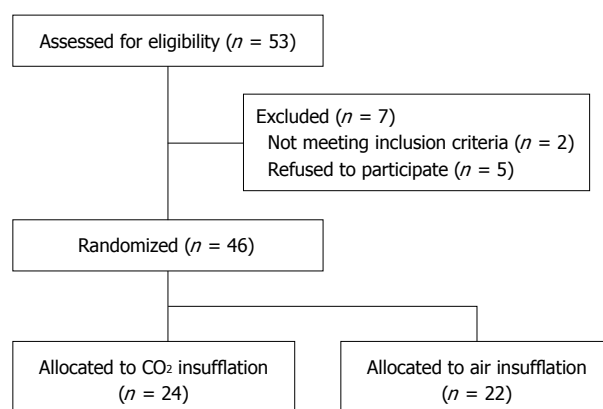 Assessed for eligibility (n = 53)
Excluded (n = 7)
Not meeting inclusion criteria (n = 2)
Refused to participate (n = 5)
Randomized (n = 46)
Allocated to CO₂ insufflation
(n = 24)
Allocated to air insufflation
(n = 22)